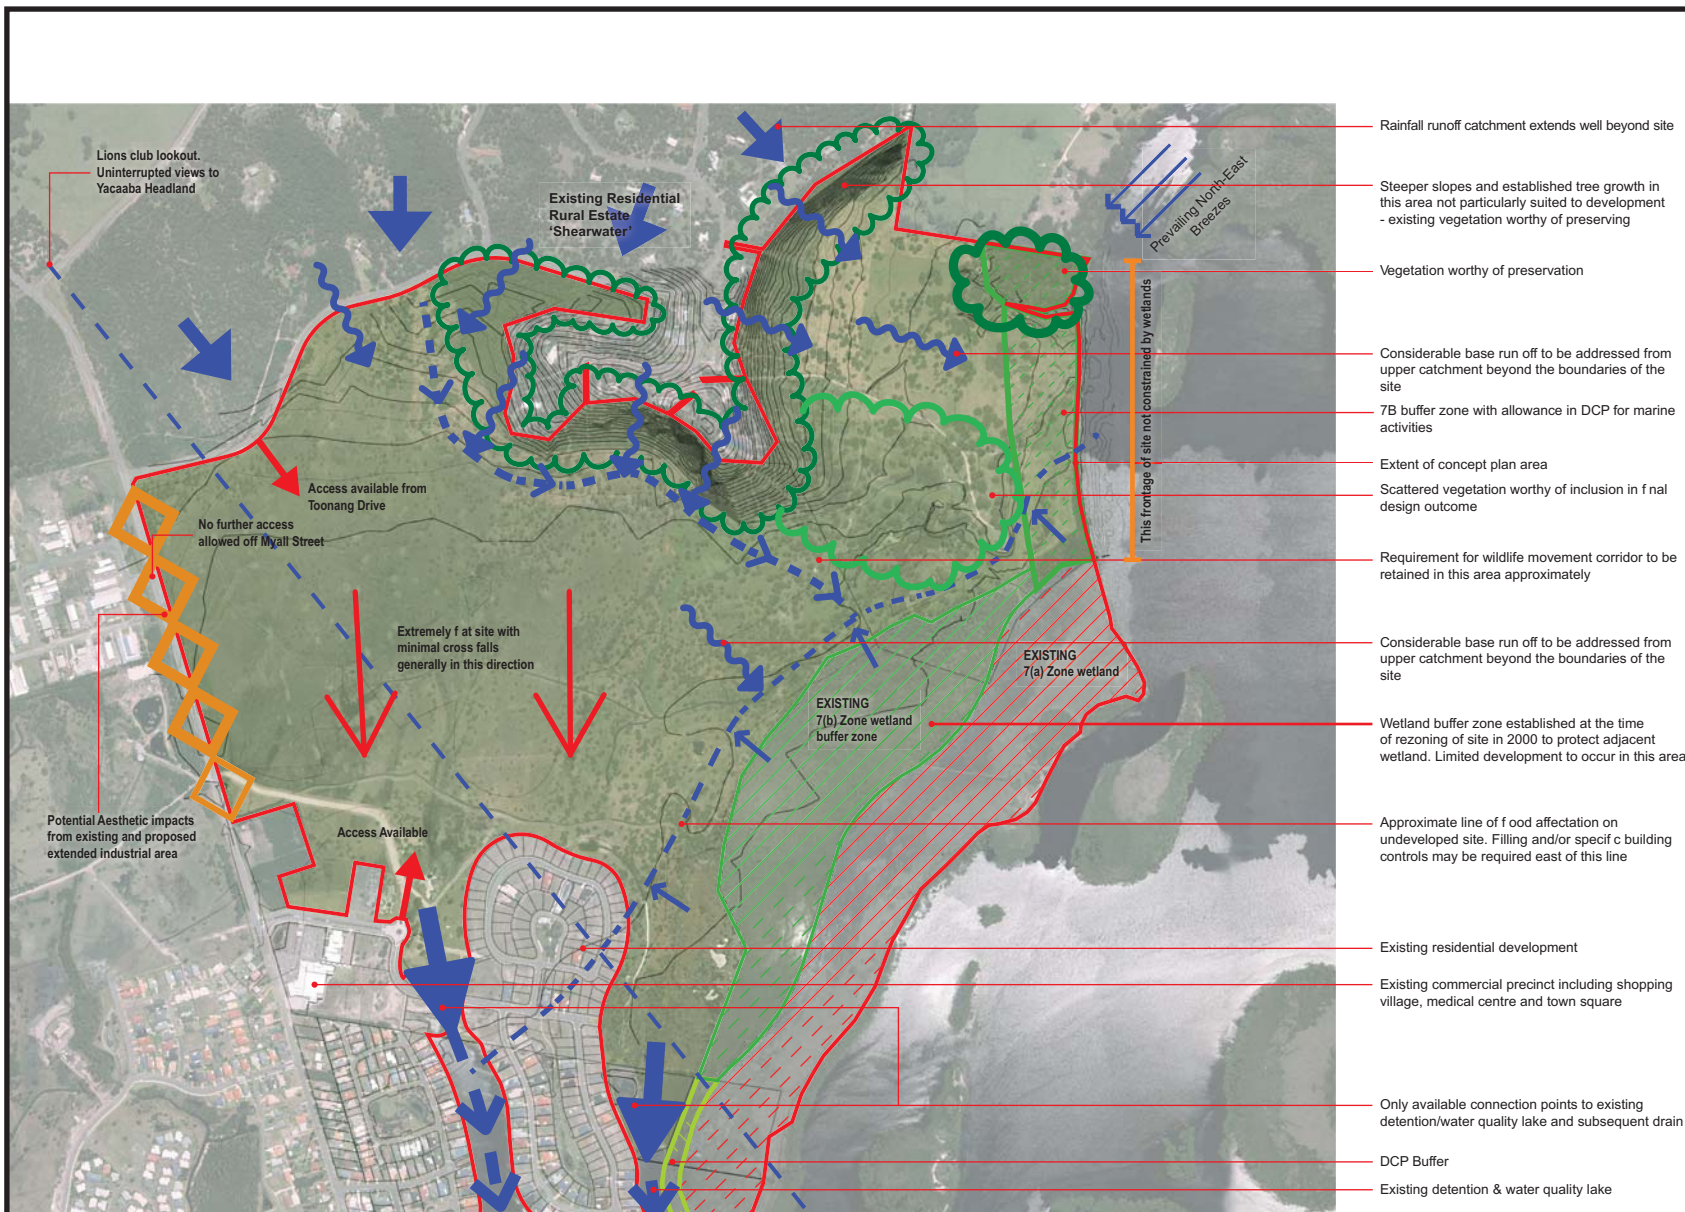 Lions club lookout.
Uninterrupted views to
Yacaaba Headland
Existing Residential
Rural Estate
‘Shearwater’
Prevailing North-East
Breezes
This frontage of site not constrained by wetlands
Access available from
Toonang Drive
No further access
allowed off Myall Street
Extremely f at site with
minimal cross falls
generally in this direction
EXISTING
7(a) Zone wetland
EXISTING
7(b) Zone wetland
buffer zone
Potential Aesthetic impacts
from existing and proposed
extended industrial area
Access Available
Rainfall runoff catchment extends well beyond site
Steeper slopes and established tree growth in
this area not particularly suited to development
- existing vegetation worthy of preserving
Vegetation worthy of preservation
Considerable base run off to be addressed from
upper catchment beyond the boundaries of the
site
7B buffer zone with allowance in DCP for marine
activities
Extent of concept plan area
Scattered vegetation worthy of inclusion in f nal
design outcome
Requirement for wildlife movement corridor to be
retained in this area approximately
Considerable base run off to be addressed from
upper catchment beyond the boundaries of the
site
Wetland buffer zone established at the time
of rezoning of site in 2000 to protect adjacent
wetland. Limited development to occur in this area
Approximate line of f ood affectation on
undeveloped site. Filling and/or specif c building
controls may be required east of this line
Existing residential development
Existing commercial precinct including shopping
village, medical centre and town square
Only available connection points to existing
detention/water quality lake and subsequent drain
DCP Buffer
Existing detention & water quality lake